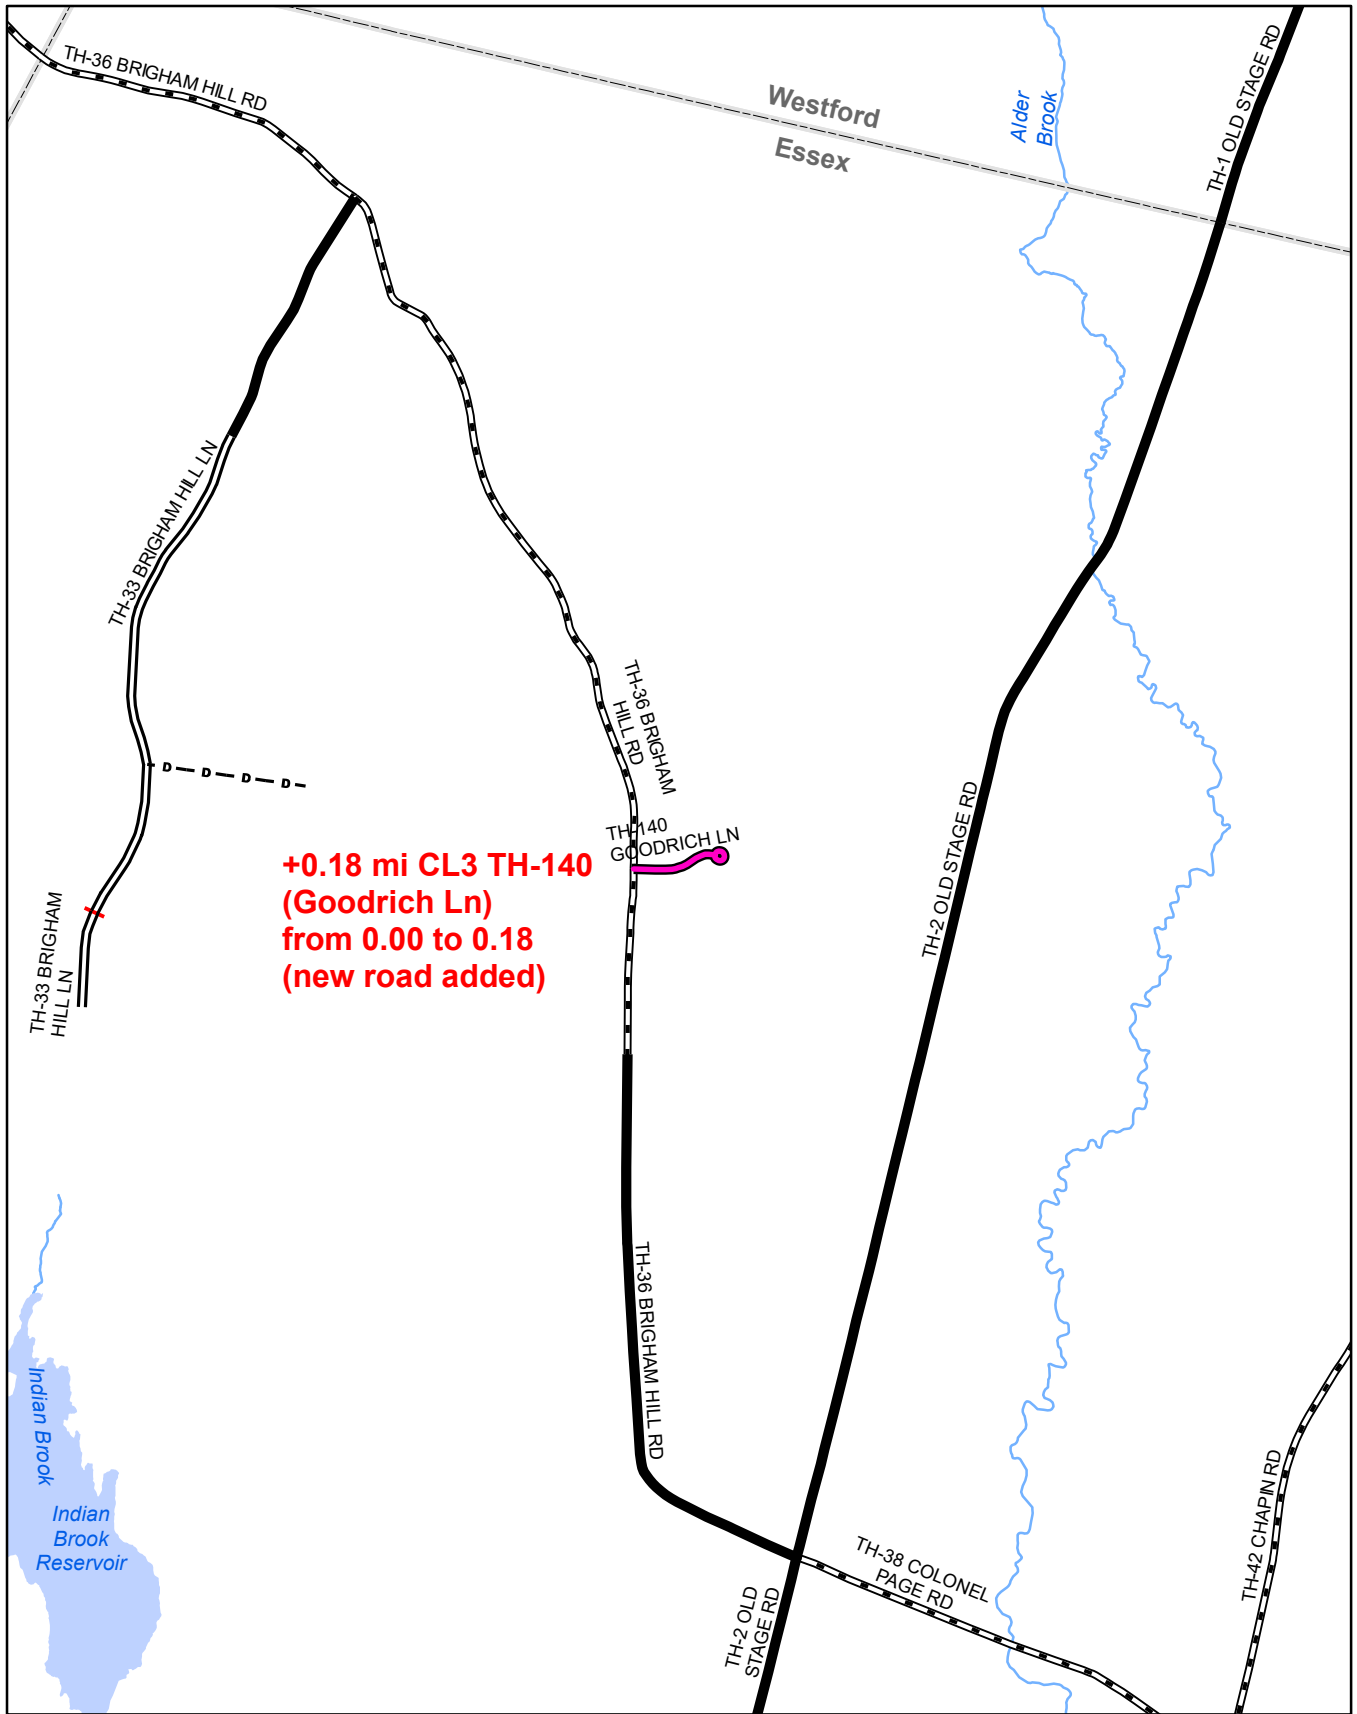 TH-36 BRIGHAM HILL RD
Westford
Essex
Alder
Brook
TH-1 OLD STAGE RD
TH-33 BRIGHAM HILL LN
TH-36 BRIGHAM
HILL RD
D D D D
TH-140
GOODRICH LN
+0.18 mi CL3 TH-140
(Goodrich Ln)
from 0.00 to 0.18
(new road added)
TH-2 OLD STAGE RD
TH-33 BRIGHAM
HILL LN
TH-36 BRIGHAM HILL RD
Indian Brook
Indian
Brook
Reservoir
TH-38 COLONEL
PAGE RD
TH-42 CHAPIN RD
TH-2 OLD
STAGE RD